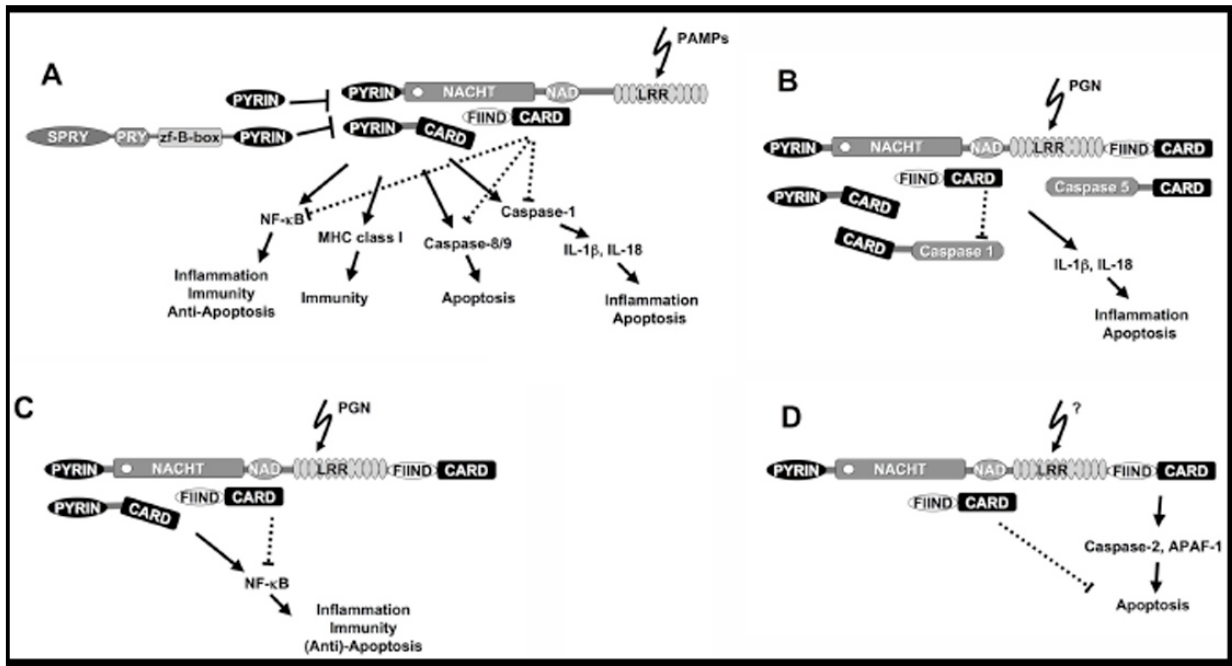 A
PAMPs
PYRIN
PYRIN NACHT NAD LRR
FIIND CARD
SPRY PRY zf-B-box PYRIN
PYRIN CARD
NF-κB
MHC class I
Caspase-8/9
Caspase-1
IL-1β, IL-18
Inflammation
Immunity
Anti-Apoptosis
Immunity
Apoptosis
Inflammation
Apoptosis
B
PGN
PYRIN NACHT NAD LRR FIIND CARD
FIIND CARD
Caspase 5 CARD
PYRIN CARD
CARD Caspase 1
IL-1β, IL-18
Inflammation
Apoptosis
C
PGN
PYRIN NACHT NAD LRR FIIND CARD
FIIND CARD
PYRIN CARD
NF-κB
Inflammation
Immunity
(Anti)-Apoptosis
D
?
PYRIN NACHT NAD LRR FIIND CARD
FIIND CARD
Caspase-2, APAF-1
Apoptosis